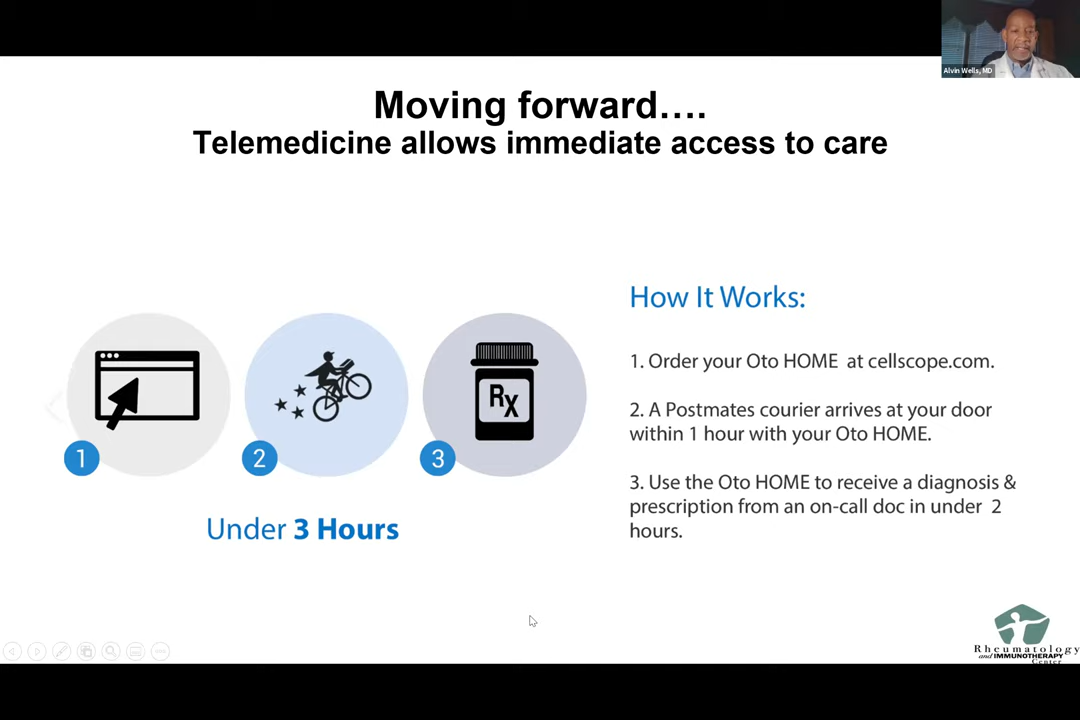 Alvin Wells, MD
Moving forward….
Telemedicine allows immediate access to care
How It Works:
1. Order your Oto HOME at cellscope.com.
2. A Postmates courier arrives at your door
within 1 hour with your Oto HOME.
3. Use the Oto HOME to receive a diagnosis &
prescription from an on-call doc in under 2
hours.
Rx
1
2
3
Under 3 Hours
Rheumatology
and IMMUNOTHERAPY
Center